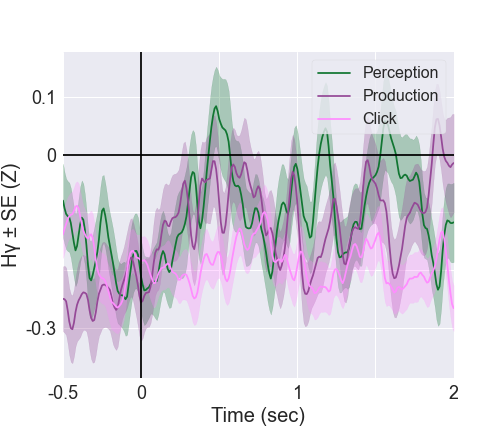 Perception
Production
Click
0.1
0
-0.3
Hγ ± SE (Z)
-0.5
0
1
2
Time (sec)